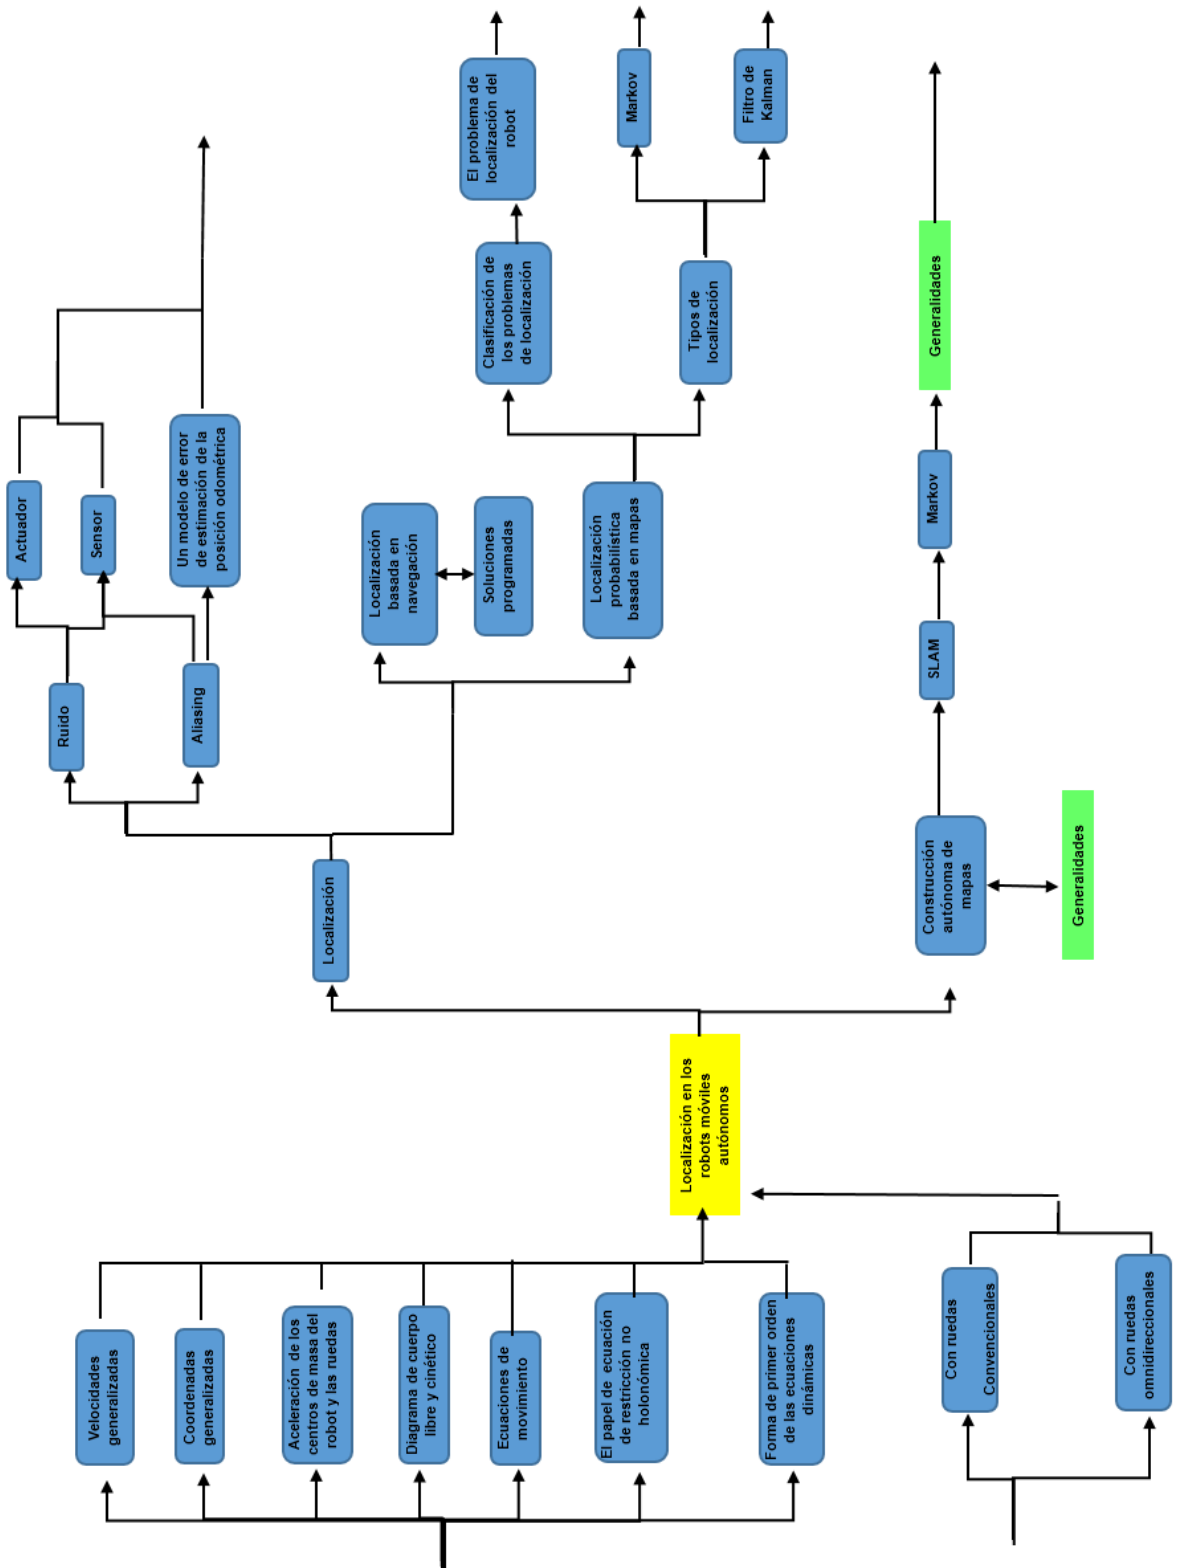 Velocidades
generalizadas
Coordenadas
generalizadas
Aceleración de los
centros de masa del
robot y las ruedas
Diagrama de cuerpo
libre y cinético
Ecuaciones de
movimiento
El papel de ecuación
de restricción no
holonómica
Forma de primer orden
de las ecuaciones
dinámicas
Con ruedas
Convencionales
Con ruedas
omnidireccionales
Localización en los
robots móviles
autónomos
Localización
Construcción
autónoma de
mapas
Generalidades
Ruido
Aliasing
Actuador
Sensor
Un modelo de error
de estimación de la
posición odométrica
Localización
basada en
navegación
Soluciones
programadas
Localización
probabilística
basada en mapas
SLAM
Markov
Generalidades
Clasificación de
los problemas
de localización
Tipos de
localización
El problema de
localización del
robot
Markov
Filtro de
Kalman